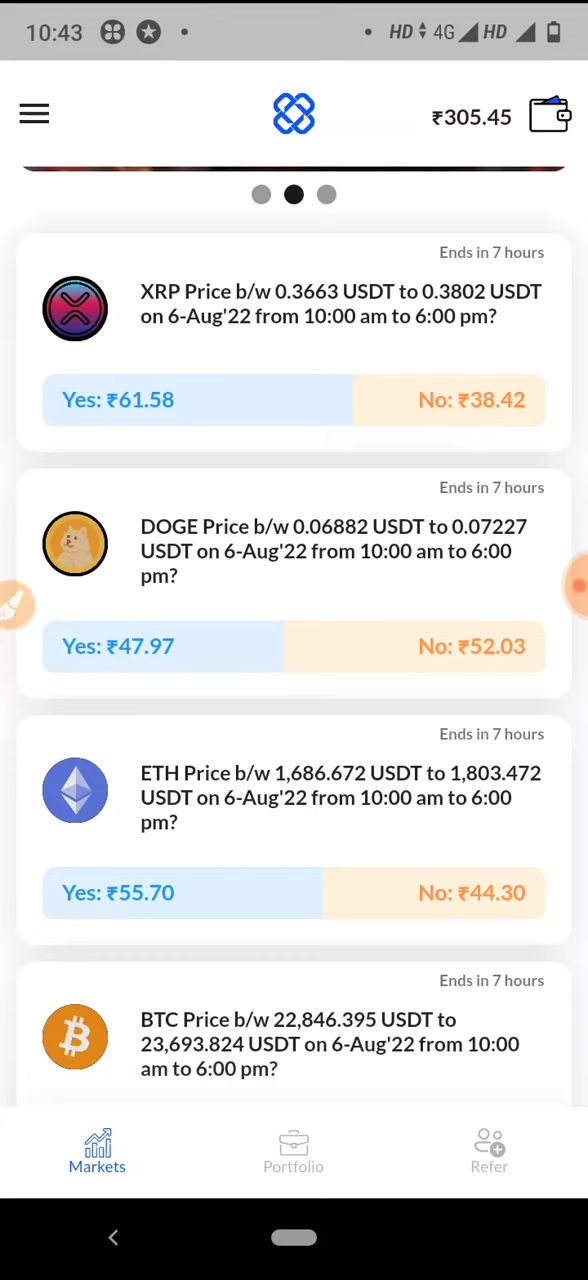 10:43
HD 4G HD
₹305.45
Ends in 7 hours
XRP Price b/w 0.3663 USDT to 0.3802 USDT
on 6-Aug'22 from 10:00 am to 6:00 pm?
Yes: ₹61.58 No: ₹38.42
Ends in 7 hours
DOGE Price b/w 0.06882 USDT to 0.07227
USDT on 6-Aug'22 from 10:00 am to 6:00
pm?
Yes: ₹47.97 No: ₹52.03
Ends in 7 hours
ETH Price b/w 1,686.672 USDT to 1,803.472
USDT on 6-Aug'22 from 10:00 am to 6:00
pm?
Yes: ₹55.70 No: ₹44.30
Ends in 7 hours
BTC Price b/w 22,846.395 USDT to
23,693.824 USDT on 6-Aug'22 from 10:00
am to 6:00 pm?
Markets Portfolio Refer